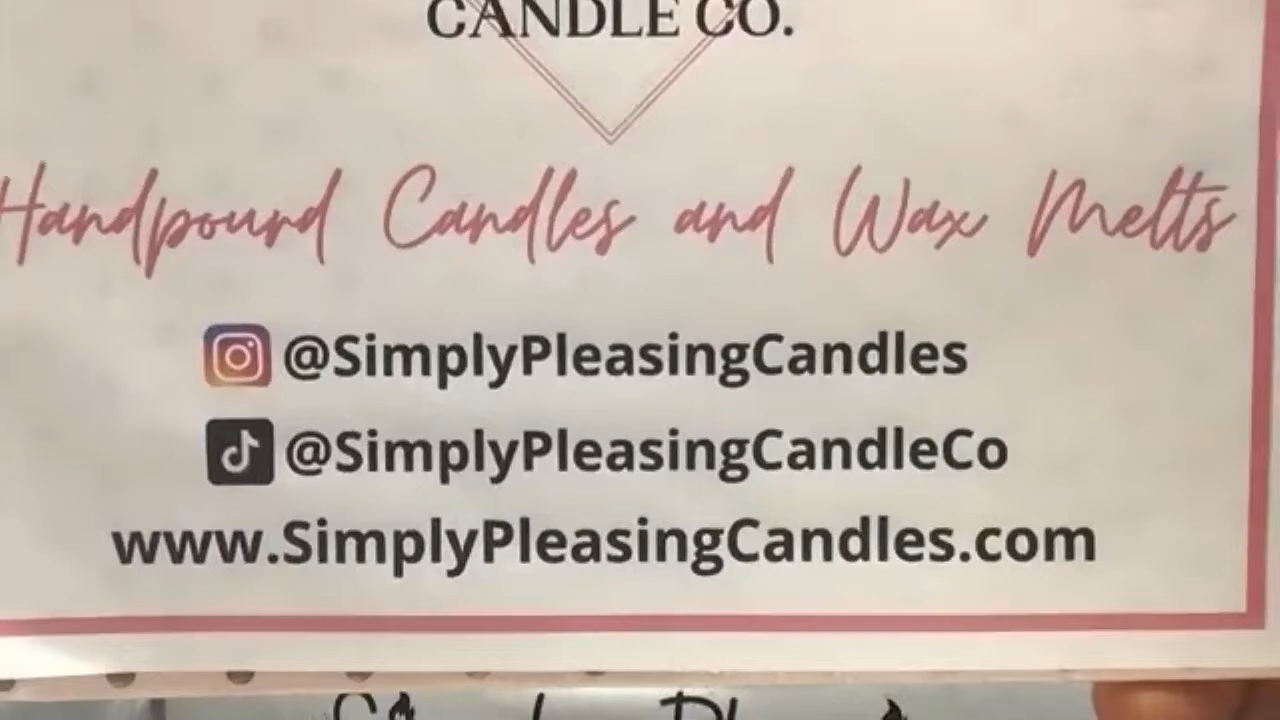 CANDLE CO.
Handpourd Candles and Wax Melts
@SimplyPleasingCandles
@SimplyPleasingCandleCo
www.SimplyPleasingCandles.com